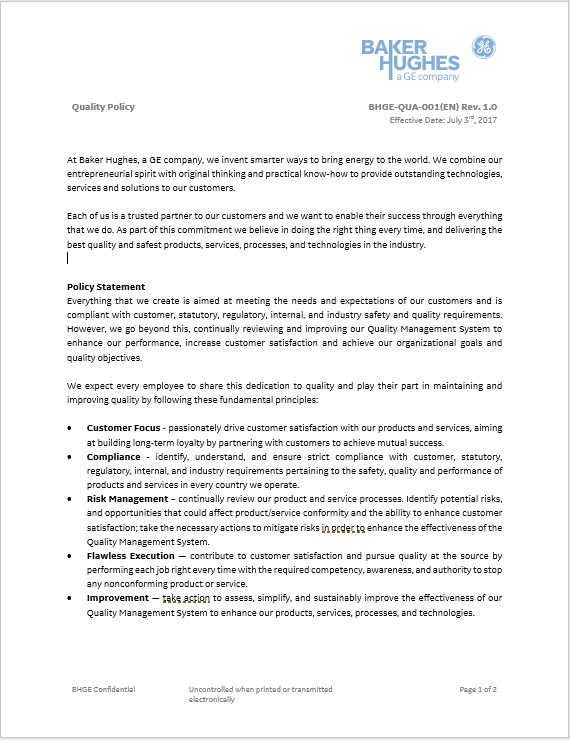 BAKER
HUGHES
a GE company
Quality Policy
BHGE-QUA-001(EN) Rev. 1.0
Effective Date: July 3rd, 2017
At Baker Hughes, a GE company, we invent smarter ways to bring energy to the world. We combine our
entrepreneurial spirit with original thinking and practical know-how to provide outstanding technologies,
services and solutions to our customers.
Each of us is a trusted partner to our customers and we want to enable their success through everything
that we do. As part of this commitment we believe in doing the right thing every time, and delivering the
best quality and safest products, services, processes, and technologies in the industry.
Policy Statement
Everything that we create is aimed at meeting the needs and expectations of our customers and is
compliant with customer, statutory, regulatory, internal, and industry safety and quality requirements.
However, we go beyond this, continually reviewing and improving our Quality Management System to
enhance our performance, increase customer satisfaction and achieve our organizational goals and
quality objectives.
We expect every employee to share this dedication to quality and play their part in maintaining and
improving quality by following these fundamental principles:
• Customer Focus - passionately drive customer satisfaction with our products and services, aiming
at building long-term loyalty by partnering with customers to achieve mutual success.
• Compliance - identify, understand, and ensure strict compliance with customer, statutory,
regulatory, internal, and industry requirements pertaining to the safety, quality and performance of
products and services in every country we operate.
• Risk Management – continually review our product and service processes. Identify potential risks,
and opportunities that could affect product/service conformity and the ability to enhance customer
satisfaction; take the necessary actions to mitigate risks in order to enhance the effectiveness of the
Quality Management System.
• Flawless Execution — contribute to customer satisfaction and pursue quality at the source by
performing each job right every time with the required competency, awareness, and authority to stop
any nonconforming product or service.
• Improvement — take action to assess, simplify, and sustainably improve the effectiveness of our
Quality Management System to enhance our products, services, processes, and technologies.
BHGE Confidential
Uncontrolled when printed or transmitted
electronically
Page 1 of 2